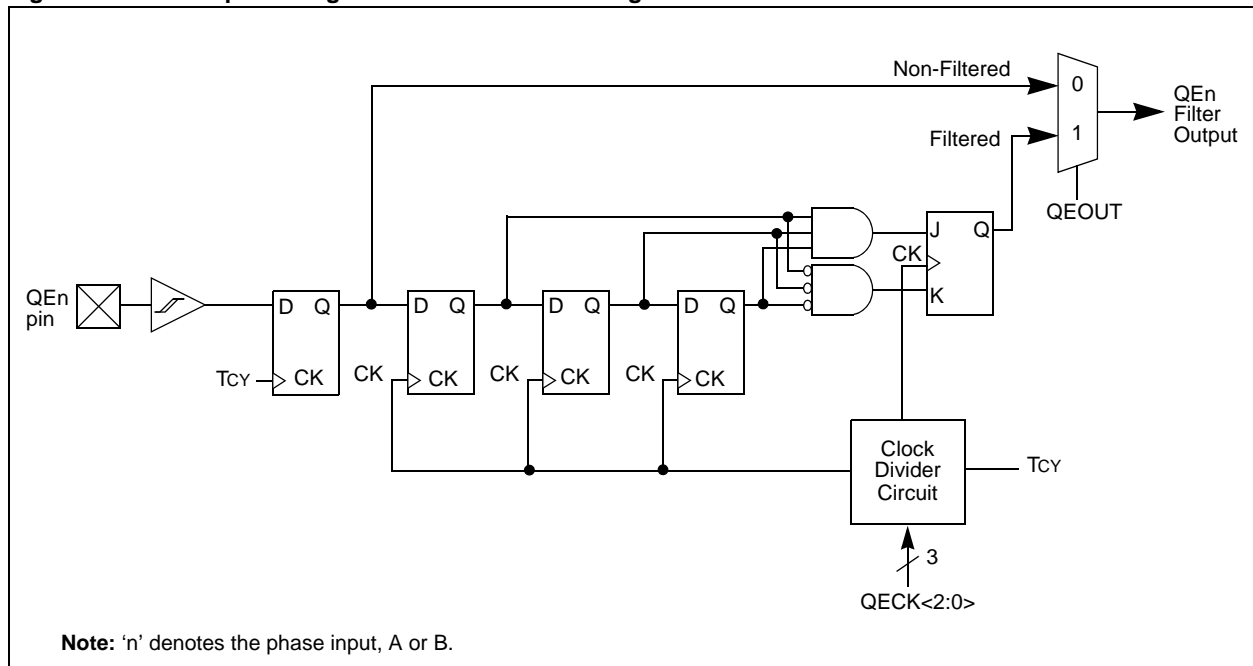 Non-Filtered
0
QEn
Filter
Output
Filtered
1
QEOUT
J Q
CK
K
QEn
pin
D Q
D Q
D Q
D Q
TCY
CK
CK
CK
CK
CK
CK
CK
Clock
Divider
Circuit
TCY
3
QECK<2:0>
Note: 'n' denotes the phase input, A or B.